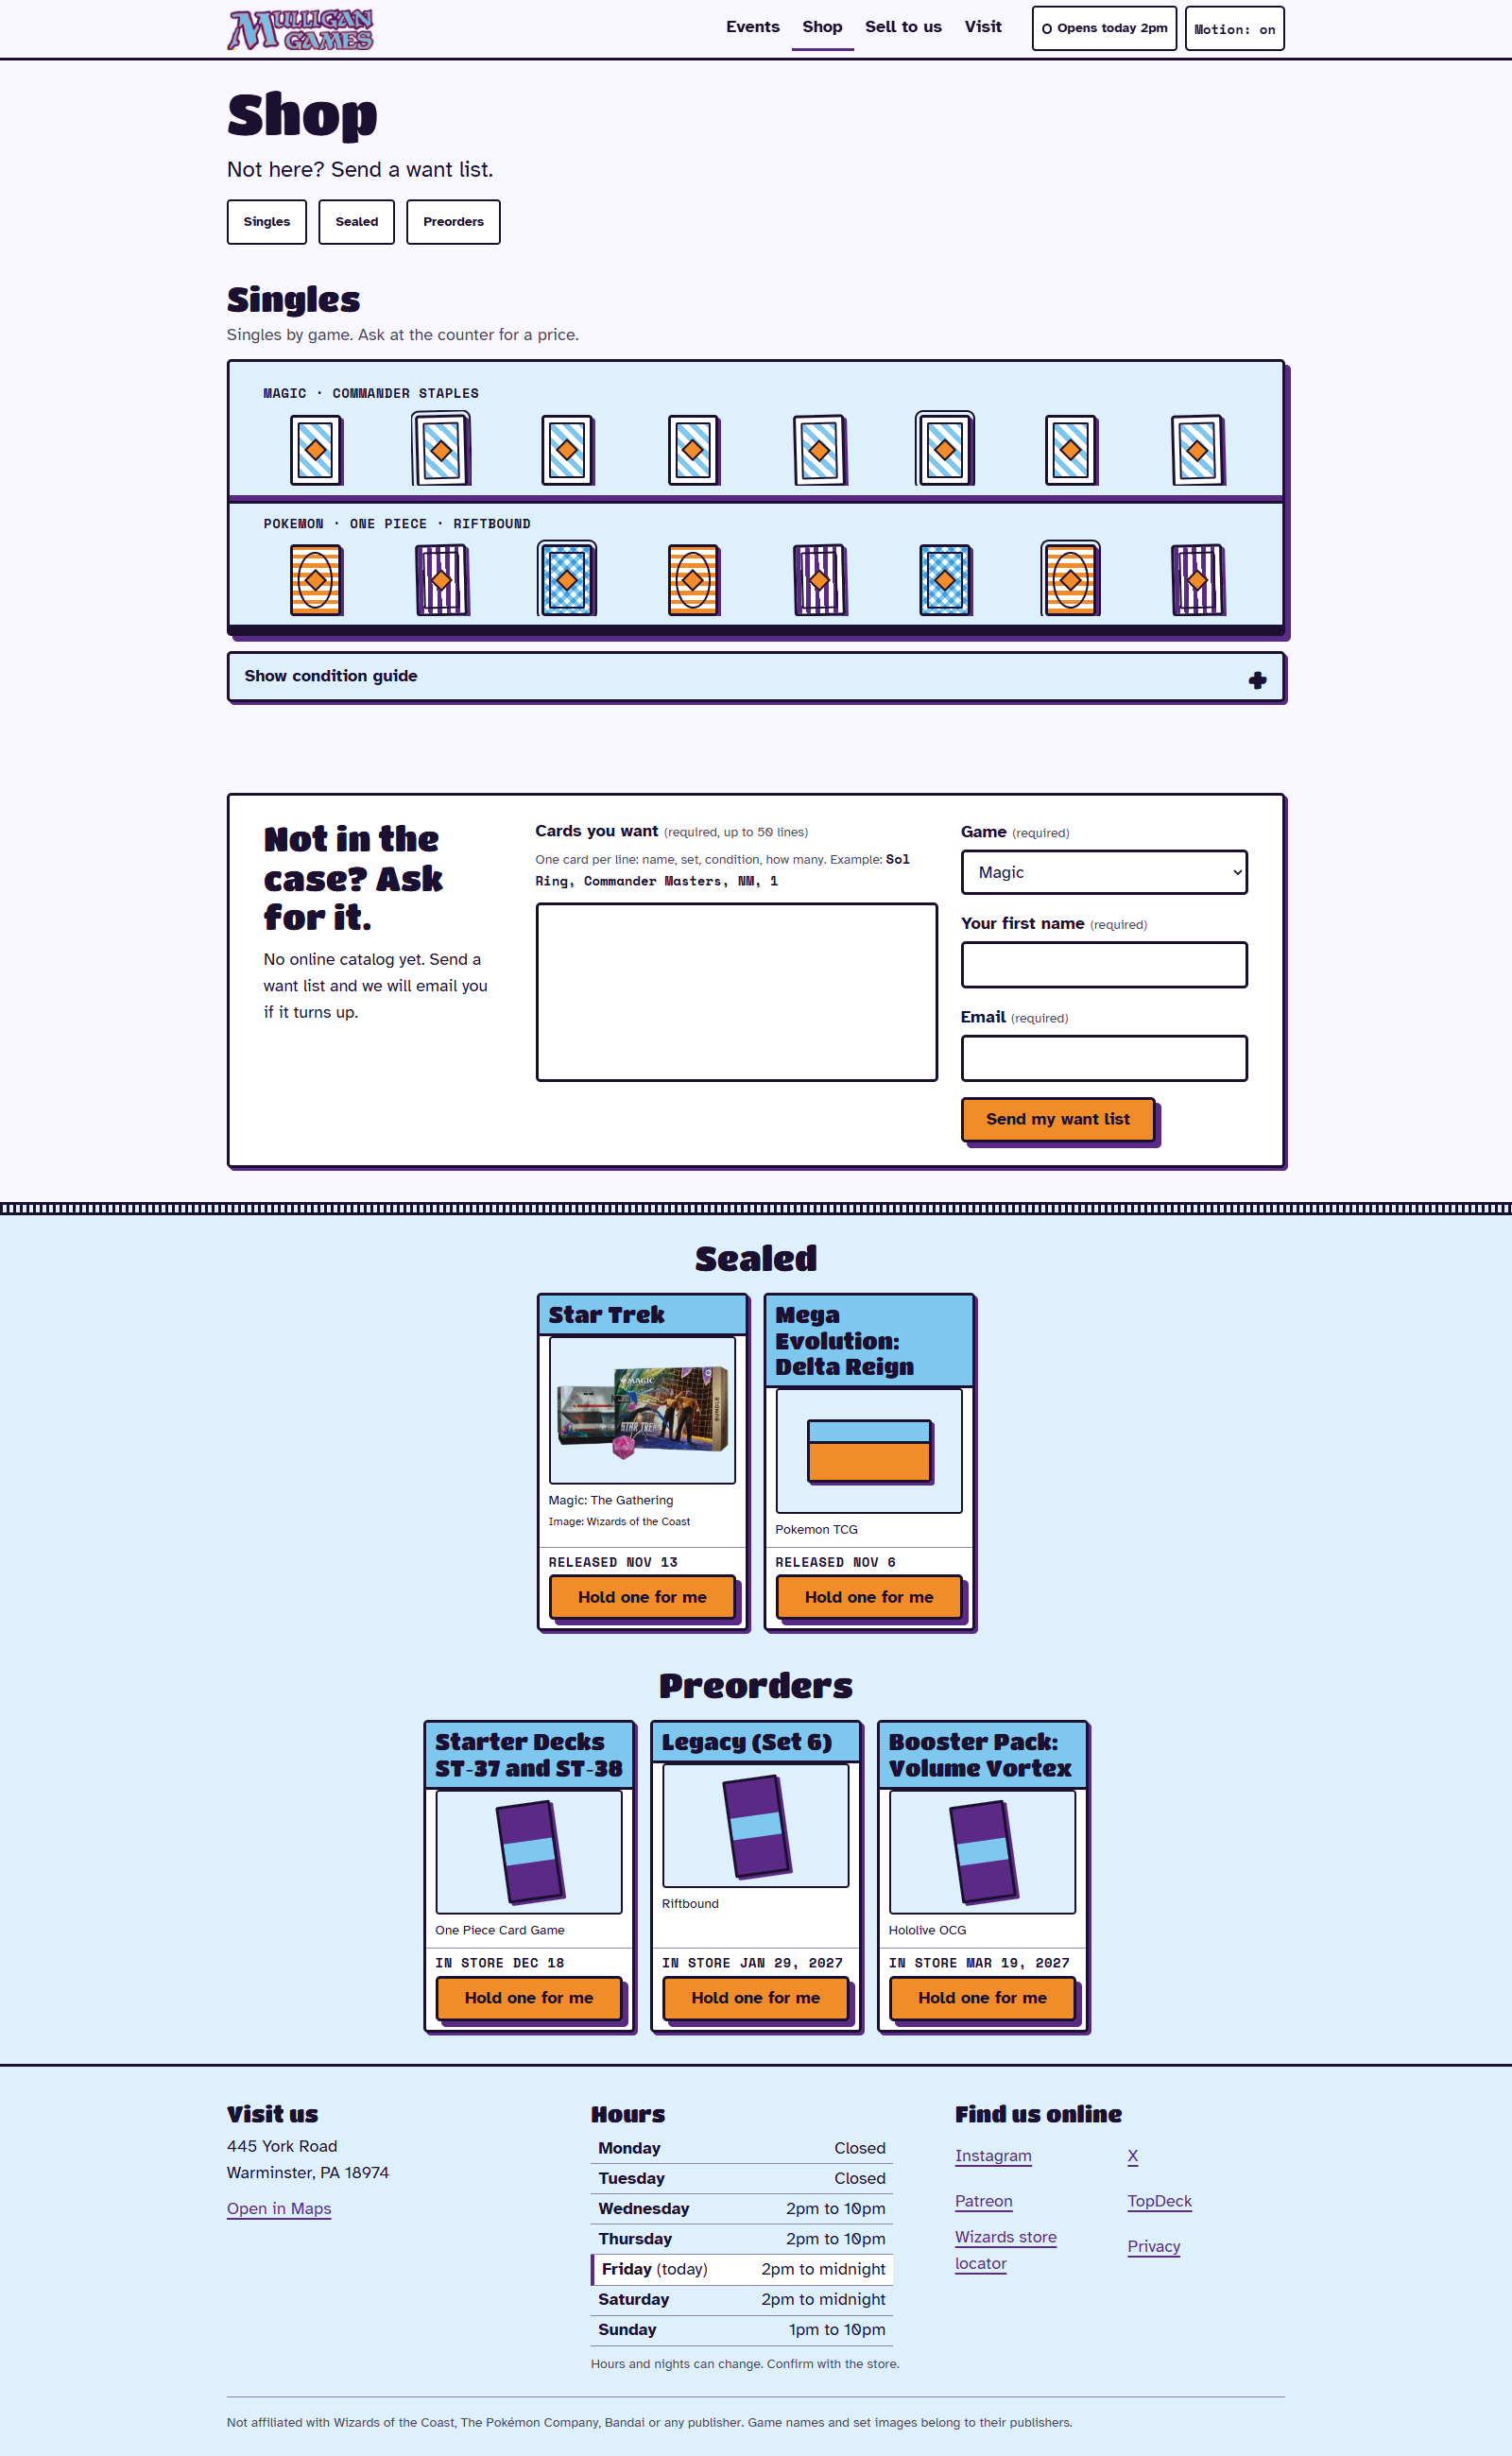 MULLIGAN GAMES
Events Shop Sell to us Visit Opens today 2pm Motion: on
Shop
Not here? Send a want list.
Singles Sealed Preorders
Singles
Singles by game. Ask at the counter for a price.
MAGIC · COMMANDER STAPLES
POKEMON · ONE PIECE · RIFTBOUND
Show condition guide
Not in the
case? Ask
for it.
No online catalog yet. Send a
want list and we will email you
if it turns up.
Cards you want (required, up to 50 lines)
One card per line: name, set, condition, how many. Example: Sol
Ring, Commander Masters, NM, 1
Game (required)
Magic
Your first name (required)
Email (required)
Send my want list
Sealed
Star Trek
MAGIC
STAR TREK
BUNDLE
Magic: The Gathering
Image: Wizards of the Coast
RELEASED NOV 13
Hold one for me
Mega
Evolution:
Delta Reign
Pokemon TCG
RELEASED NOV 6
Hold one for me
Preorders
Starter Decks
ST-37 and ST-38
One Piece Card Game
IN STORE DEC 18
Hold one for me
Legacy (Set 6)
Riftbound
IN STORE JAN 29, 2027
Hold one for me
Booster Pack:
Volume Vortex
Hololive OCG
IN STORE MAR 19, 2027
Hold one for me
Visit us
445 York Road
Warminster, PA 18974
Open in Maps
Hours
Monday Closed
Tuesday Closed
Wednesday 2pm to 10pm
Thursday 2pm to 10pm
Friday (today) 2pm to midnight
Saturday 2pm to midnight
Sunday 1pm to 10pm
Hours and nights can change. Confirm with the store.
Find us online
Instagram X
Patreon TopDeck
Wizards store
locator
Privacy
Not affiliated with Wizards of the Coast, The Pokémon Company, Bandai or any publisher. Game names and set images belong to their publishers.